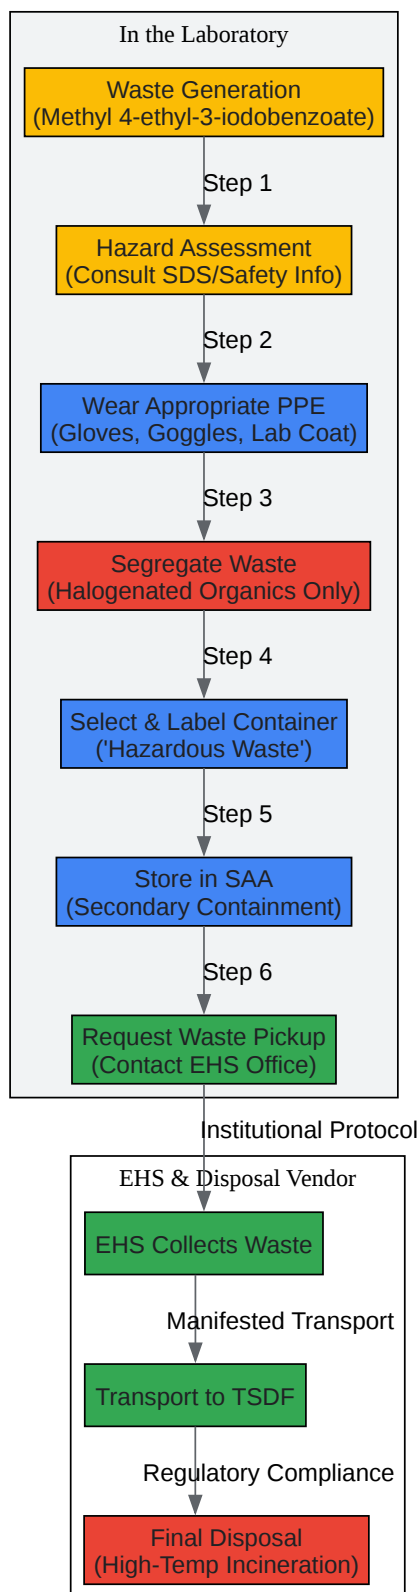 In the Laboratory
Waste Generation
(Methyl 4-ethyl-3-iodobenzoate)
Step 1
Hazard Assessment
(Consult SDS/Safety Info)
Step 2
Wear Appropriate PPE
(Gloves, Goggles, Lab Coat)
Step 3
Segregate Waste
(Halogenated Organics Only)
Step 4
Select & Label Container
('Hazardous Waste')
Step 5
Store in SAA
(Secondary Containment)
Step 6
Request Waste Pickup
(Contact EHS Office)
Institutional Protocol
EHS & Disposal Vendor
EHS Collects Waste
Manifested Transport
Transport to TSDF
Regulatory Compliance
Final Disposal
(High-Temp Incineration)